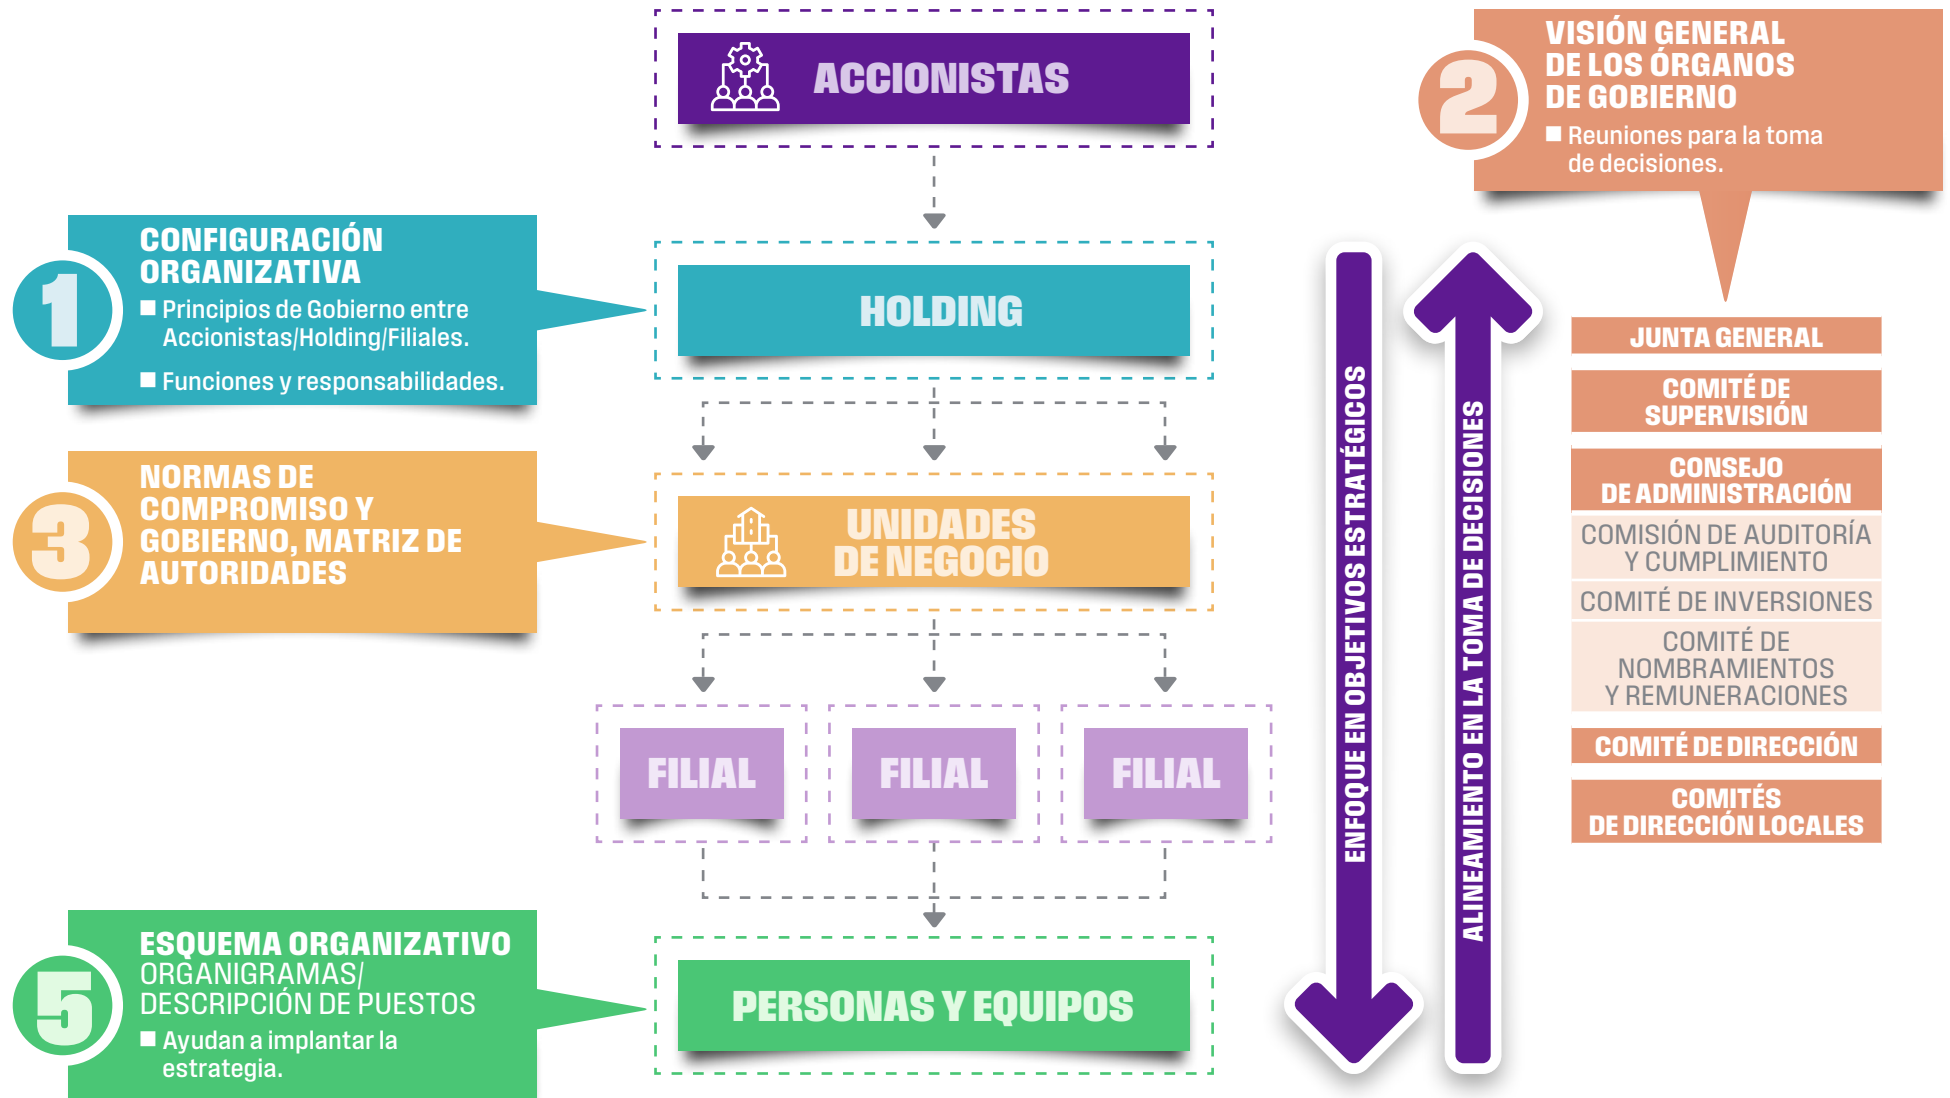 ACCIONISTAS
2
VISIÓN GENERAL
DE LOS ÓRGANOS
DE GOBIERNO
Reuniones para la toma
de decisiones.
1
CONFIGURACIÓN
ORGANIZATIVA
Principios de Gobierno entre
Accionistas/Holding/Filiales.
Funciones y responsabilidades.
HOLDING
3
NORMAS DE
COMPROMISO Y
GOBIERNO, MATRIZ DE
AUTORIDADES
UNIDADES
DE NEGOCIO
FILIAL
FILIAL
FILIAL
5
ESQUEMA ORGANIZATIVO
ORGANIGRAMAS/
DESCRIPCIÓN DE PUESTOS
Ayudan a implantar la
estrategia.
PERSONAS Y EQUIPOS
ENFOQUE EN OBJETIVOS ESTRATÉGICOS
ALINEAMIENTO EN LA TOMA DE DECISIONES
JUNTA GENERAL
COMITÉ DE
SUPERVISIÓN
CONSEJO
DE ADMINISTRACIÓN
COMISIÓN DE AUDITORÍA
Y CUMPLIMIENTO
COMITÉ DE INVERSIONES
COMITÉ DE
NOMBRAMIENTOS
Y REMUNERACIONES
COMITÉ DE DIRECCIÓN
COMITÉS
DE DIRECCIÓN LOCALES